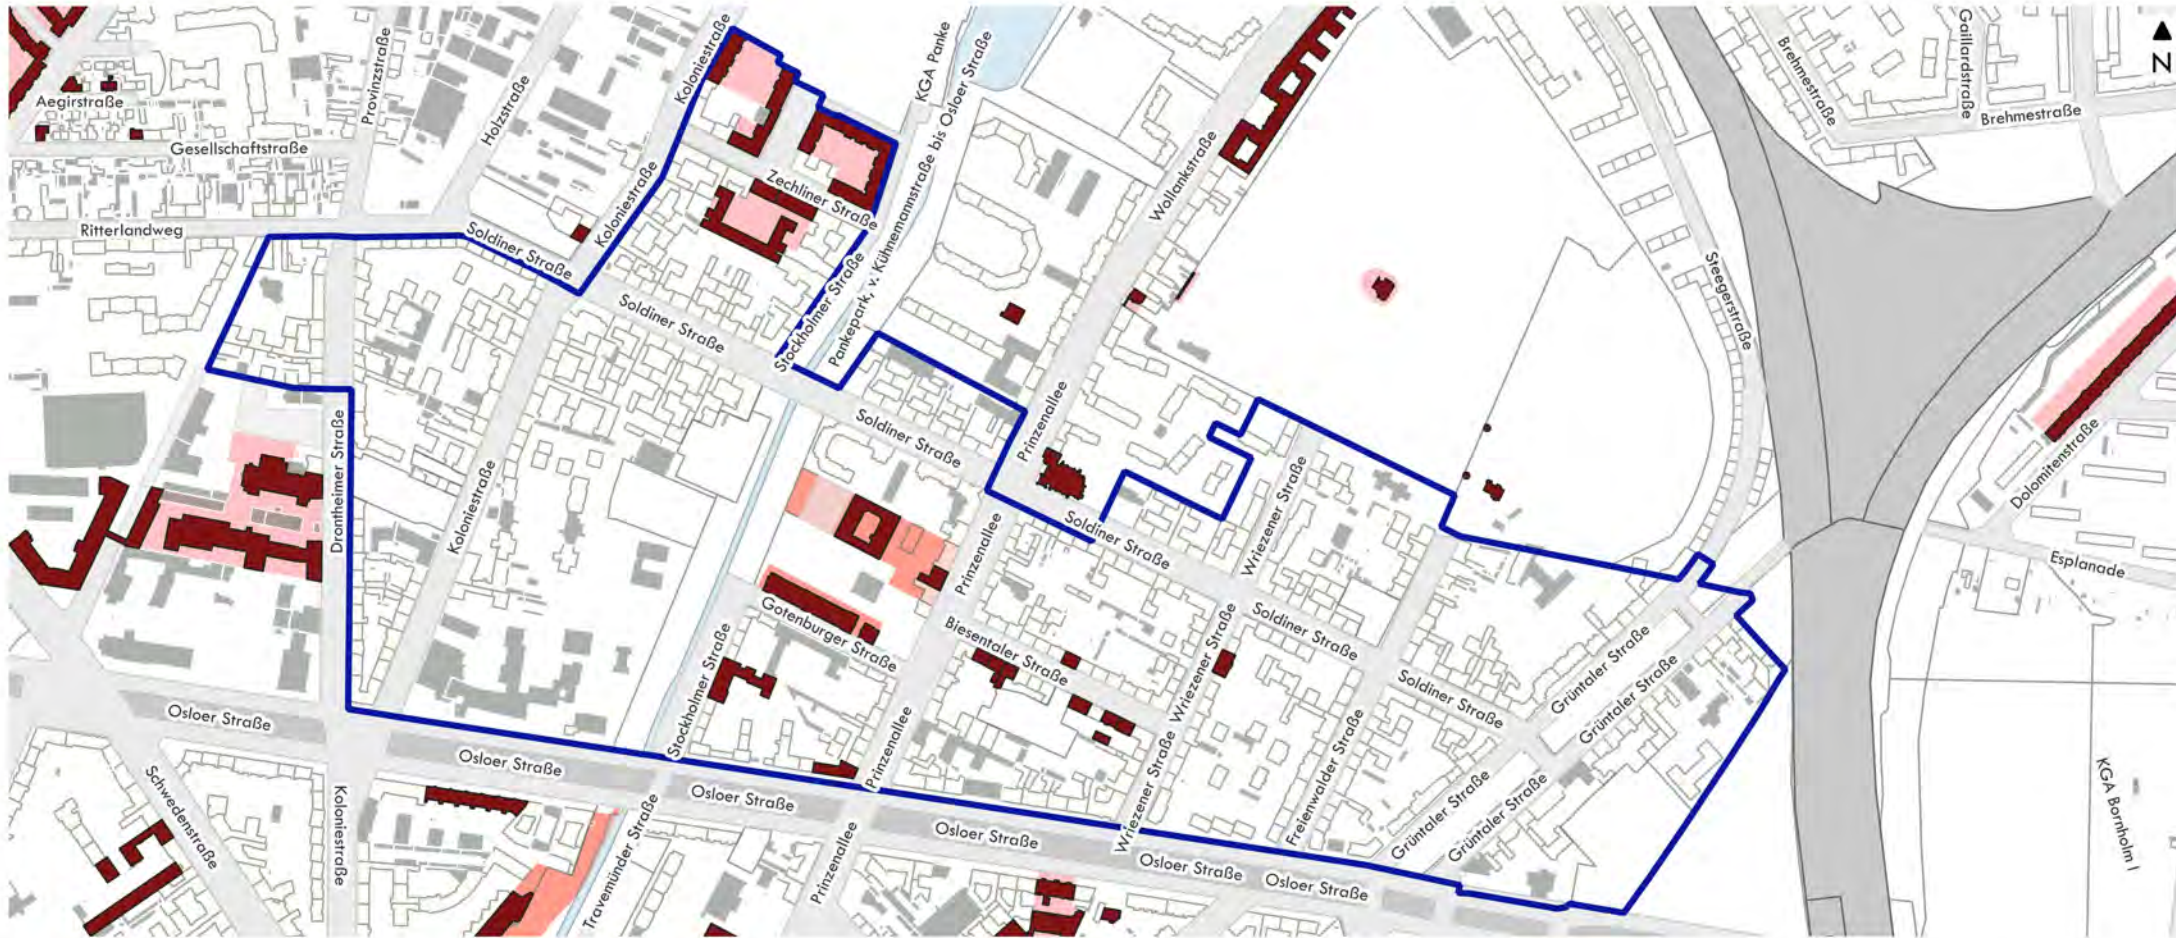 Koloniestraße
KGA Panke
Gaillardstraße
Brehmestraße
Brehmestraße
N
Provinzstraße
Holzstraße
Aegirstraße
Gesellschaftstraße
Zechliner Straße
Wollankstraße
Pankepark, v. Kühnemannstraße bis Osloer Straße
Koloniestraße
Ritterlandweg
Soldiner Straße
Stockholmer Straße
Steegerstraße
Soldiner Straße
Prinzenallee
Soldiner Straße
Drontheimer Straße
Koloniestraße
Dolomitenstraße
Prinzenallee
Soldiner Straße
Wriezener Straße
Esplanade
Gotenburger Straße
Biesentaler Straße
Wriezener Straße
Soldiner Straße
Soldiner Straße
Grüntaler Straße
Grüntaler Straße
Stockholmer Straße
Osloer Straße
Osloer Straße
Prinzenallee
Wriezener Straße
Freienwalder Straße
Grüntaler Straße
Grüntaler Straße
Schwedenstraße
Koloniestraße
Travemünder Straße
Osloer Straße
Prinzenallee
Osloer Straße
Osloer Straße
Osloer Straße
KGA Bornholm I